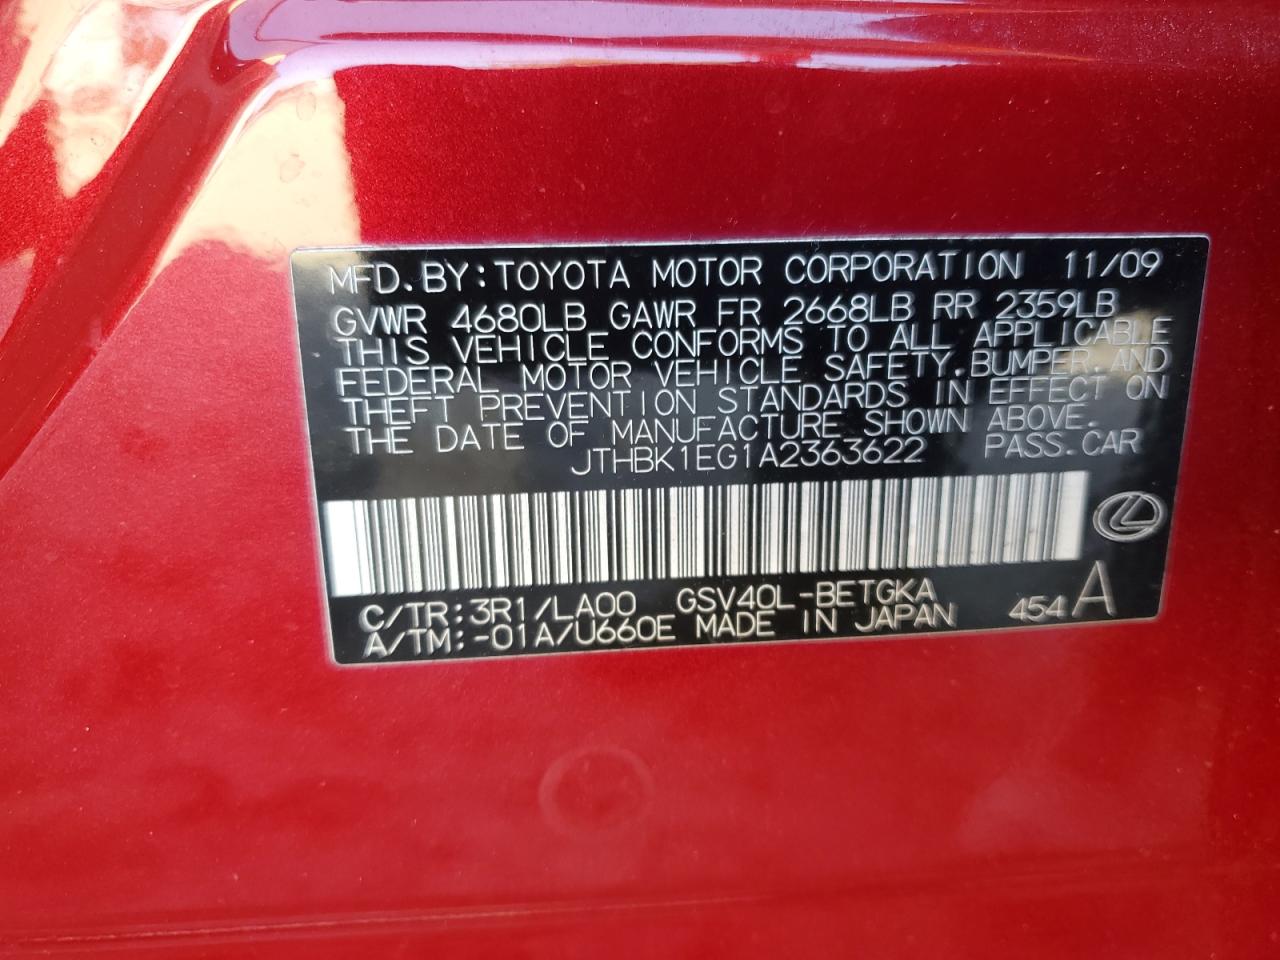 MFD. BY: TOYOTA MOTOR CORPORATION 11/09
GVWR 4680LB GAWR FR 2668LB RR 2359LB
THIS VEHICLE CONFORMS TO ALL APPLICABLE
FEDERAL MOTOR VEHICLE SAFETY, BUMPER, AND
THEFT PREVENTION STANDARDS IN EFFECT ON
THE DATE OF MANUFACTURE SHOWN ABOVE.
JTHBK1EG1A2363622 PASS. CAR
C/TR: 3R1/LA00 GSV40L-BETGKA
A/TM: -01A/U660E MADE IN JAPAN 454 A